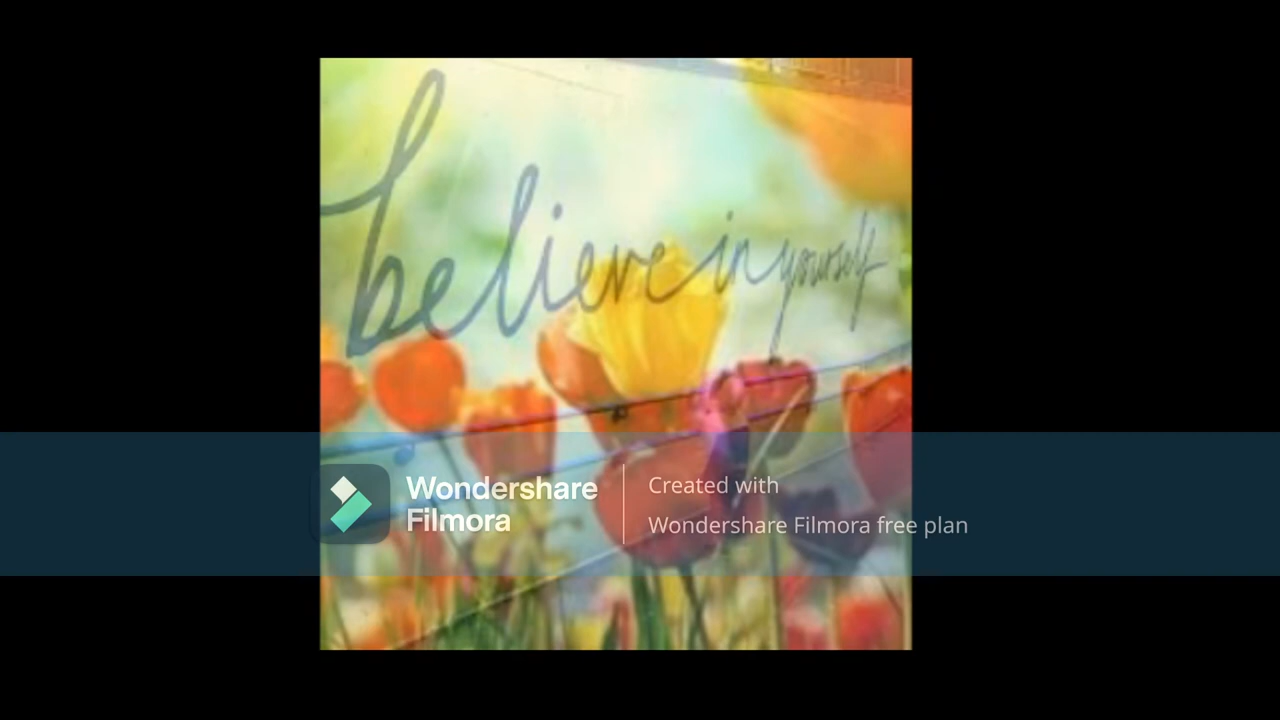 believe in yourself
Wondershare
Filmora
Created with
Wondershare Filmora free plan